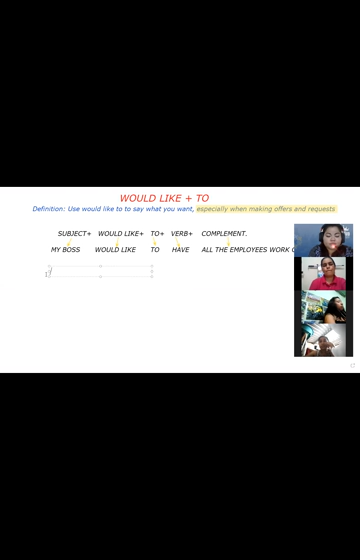 WOULD LIKE + TO
Definition: Use would like to to say what you want, especially when making offers and requests
SUBJECT+ WOULD LIKE+ TO+ VERB+ COMPLEMENT.
MY BOSS WOULD LIKE TO HAVE ALL THE EMPLOYEES WORK